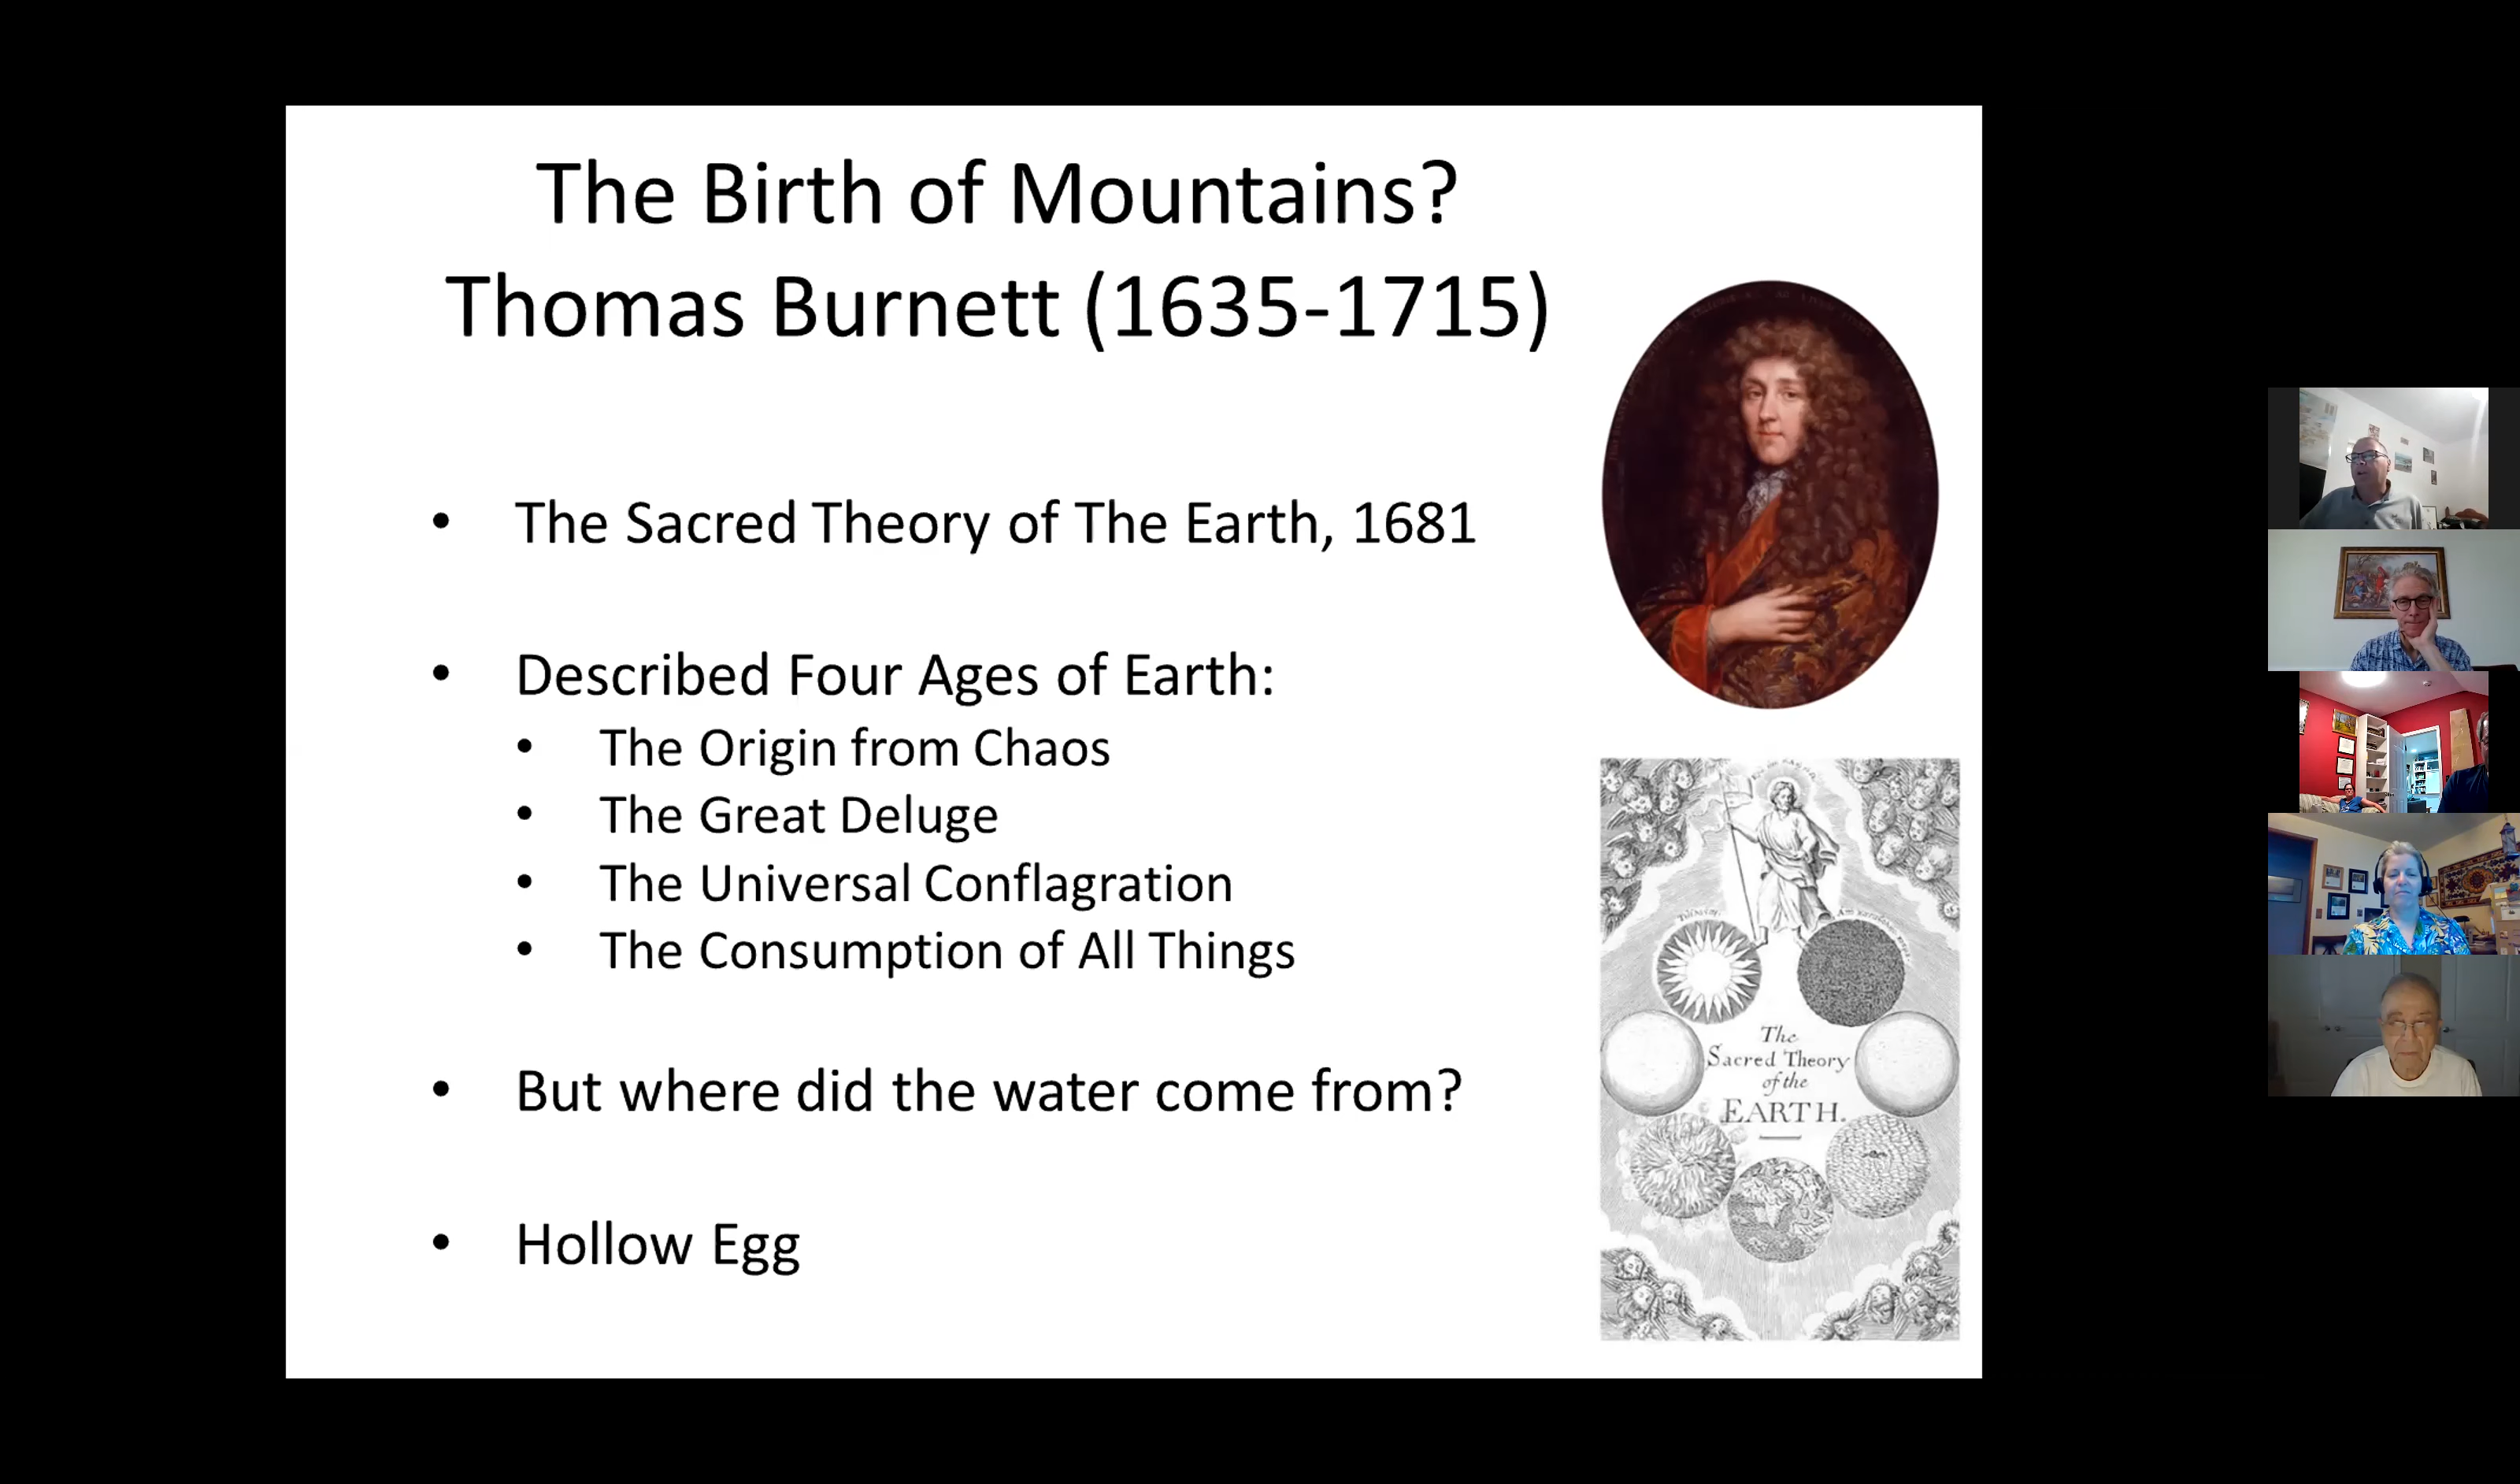 The Birth of Mountains?
Thomas Burnett (1635-1715)
• The Sacred Theory of The Earth, 1681
• Described Four Ages of Earth:
• The Origin from Chaos
• The Great Deluge
• The Universal Conflagration
• The Consumption of All Things
• But where did the water come from?
• Hollow Egg
The
Sacred Theory
of the
EARTH.